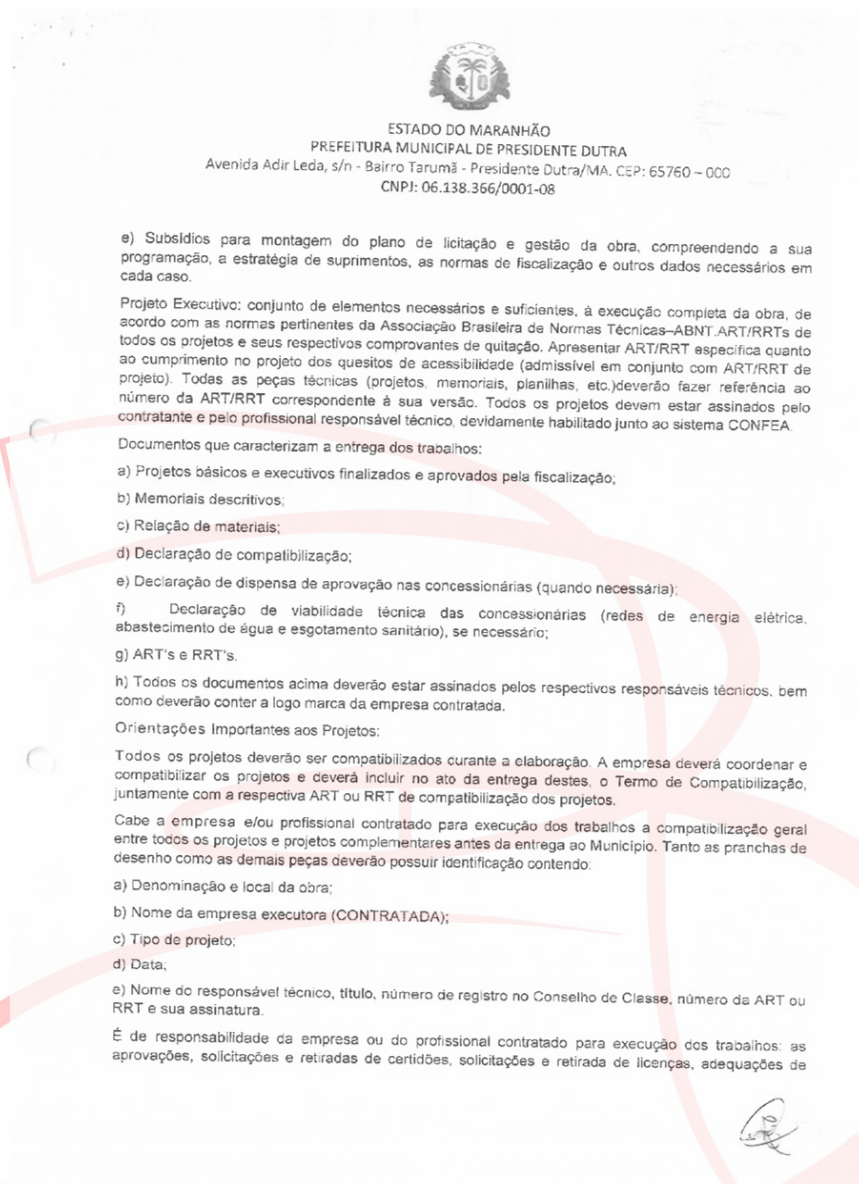 ESTADO DO MARANHÃO
PREFEITURA MUNICIPAL DE PRESIDENTE DUTRA
Avenida Adir Leda, s/n - Bairro Tarumã - Presidente Dutra/MA. CEP: 65760 – 000
CNPJ: 06.138.366/0001-08
e) Subsídios para montagem do plano de licitação e gestão da obra, compreendendo a sua
programação, a estratégia de suprimentos, as normas de fiscalização e outros dados necessários em
cada caso.
Projeto Executivo: conjunto de elementos necessários e suficientes, à execução completa da obra, de
acordo com as normas pertinentes da Associação Brasileira de Normas Técnicas–ABNT.ART/RRTs de
todos os projetos e seus respectivos comprovantes de quitação. Apresentar ART/RRT específica quanto
ao cumprimento no projeto dos quesitos de acessibilidade (admissível em conjunto com ART/RRT de
projeto). Todas as peças técnicas (projetos, memoriais, planilhas, etc.)deverão fazer referência ao
número da ART/RRT correspondente à sua versão. Todos os projetos devem estar assinados pelo
contratante e pelo profissional responsável técnico, devidamente habilitado junto ao sistema CONFEA.
Documentos que caracterizam a entrega dos trabalhos:
a) Projetos básicos e executivos finalizados e aprovados pela fiscalização;
b) Memoriais descritivos;
c) Relação de materiais;
d) Declaração de compatibilização;
e) Declaração de dispensa de aprovação nas concessionárias (quando necessária);
f) Declaração de viabilidade técnica das concessionárias (redes de energia elétrica,
abastecimento de água e esgotamento sanitário), se necessário;
g) ART's e RRT's.
h) Todos os documentos acima deverão estar assinados pelos respectivos responsáveis técnicos, bem
como deverão conter a logo marca da empresa contratada.
Orientações Importantes aos Projetos:
Todos os projetos deverão ser compatibilizados durante a elaboração. A empresa deverá coordenar e
compatibilizar os projetos e deverá incluir no ato da entrega destes, o Termo de Compatibilização,
juntamente com a respectiva ART ou RRT de compatibilização dos projetos.
Cabe a empresa e/ou profissional contratado para execução dos trabalhos a compatibilização geral
entre todos os projetos e projetos complementares antes da entrega ao Município. Tanto as pranchas de
desenho como as demais peças deverão possuir identificação contendo:
a) Denominação e local da obra;
b) Nome da empresa executora (CONTRATADA);
c) Tipo de projeto;
d) Data;
e) Nome do responsável técnico, título, número de registro no Conselho de Classe, número da ART ou
RRT e sua assinatura.
É de responsabilidade da empresa ou do profissional contratado para execução dos trabalhos: as
aprovações, solicitações e retiradas de certidões, solicitações e retirada de licenças, adequações de